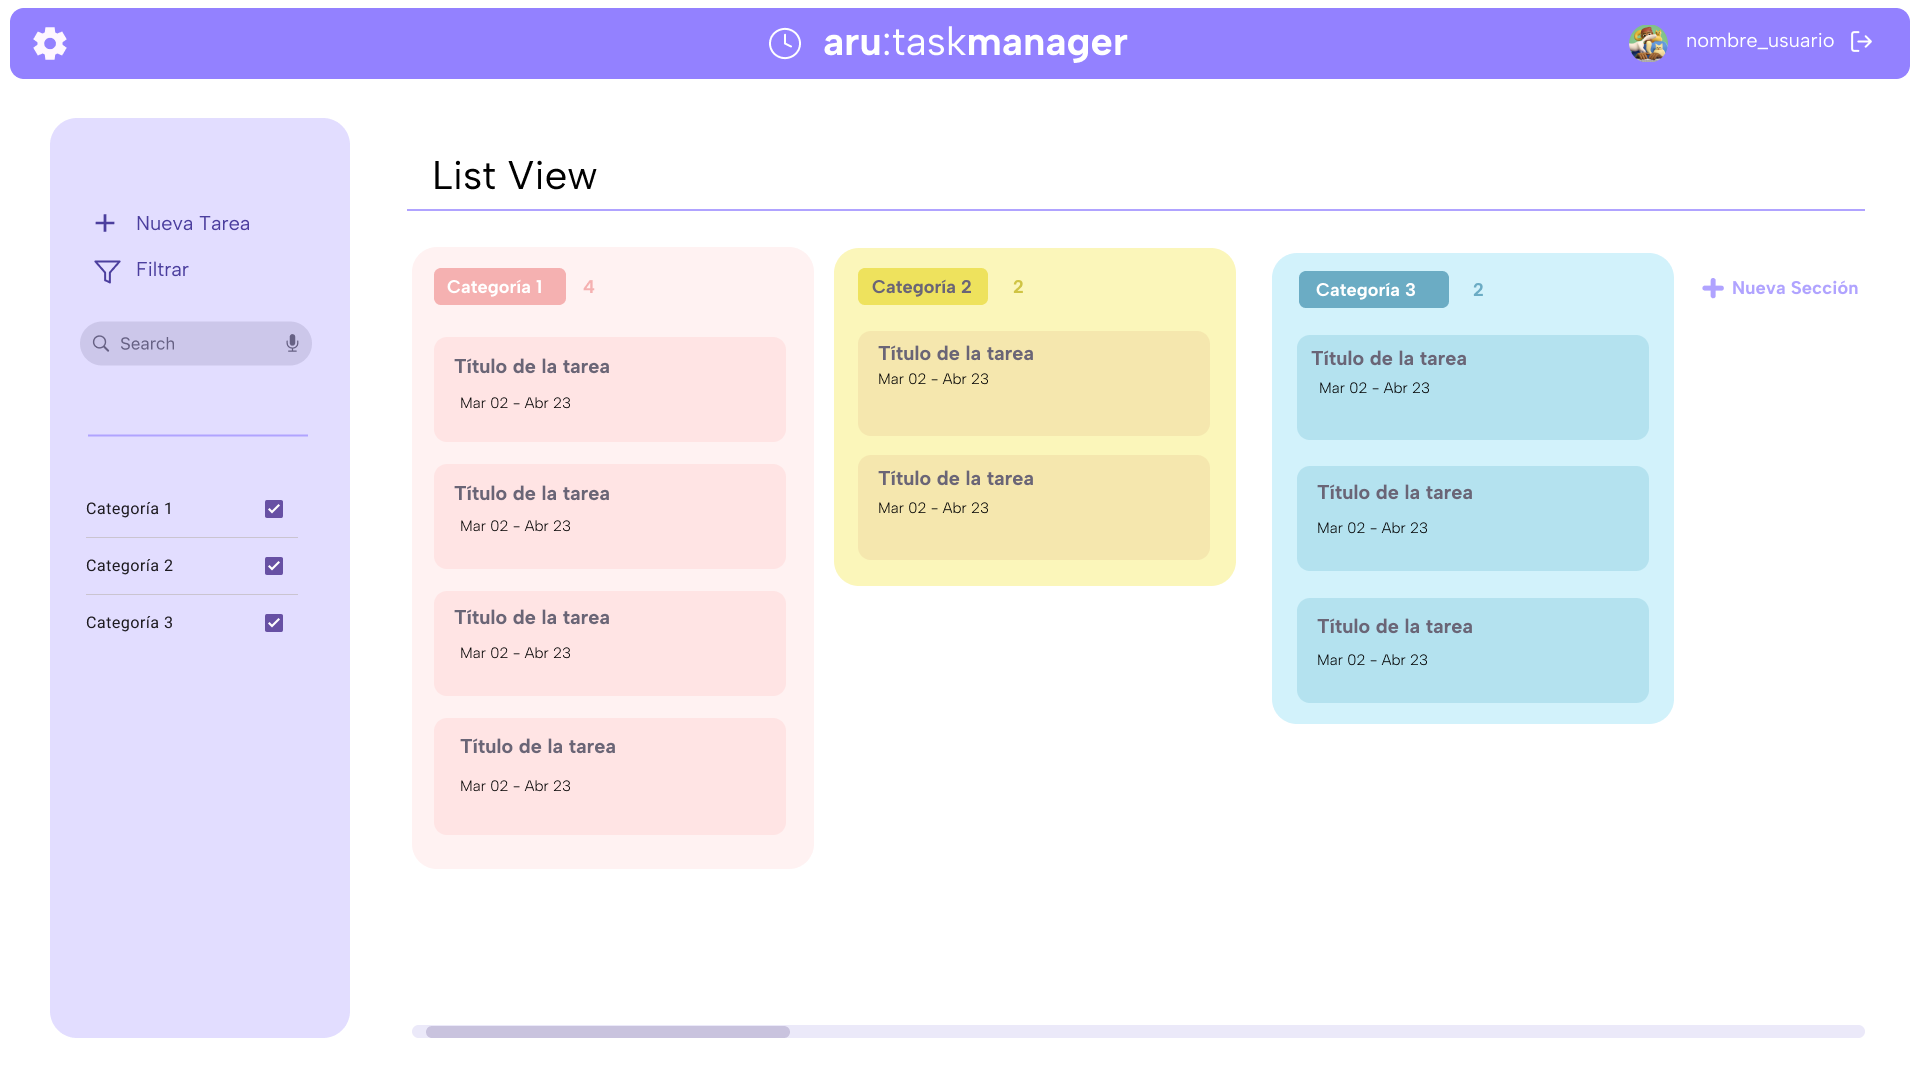 aru:taskmanager
nombre_usuario
Nueva Tarea
Filtrar
Search
Categoría 1
Categoría 2
Categoría 3
List View
Categoría 1 4
Título de la tarea
Mar 02 - Abr 23
Título de la tarea
Mar 02 - Abr 23
Título de la tarea
Mar 02 - Abr 23
Título de la tarea
Mar 02 - Abr 23
Categoría 2 2
Título de la tarea
Mar 02 - Abr 23
Título de la tarea
Mar 02 - Abr 23
Categoría 3 2
Título de la tarea
Mar 02 - Abr 23
Título de la tarea
Mar 02 - Abr 23
Título de la tarea
Mar 02 - Abr 23
Nueva Sección